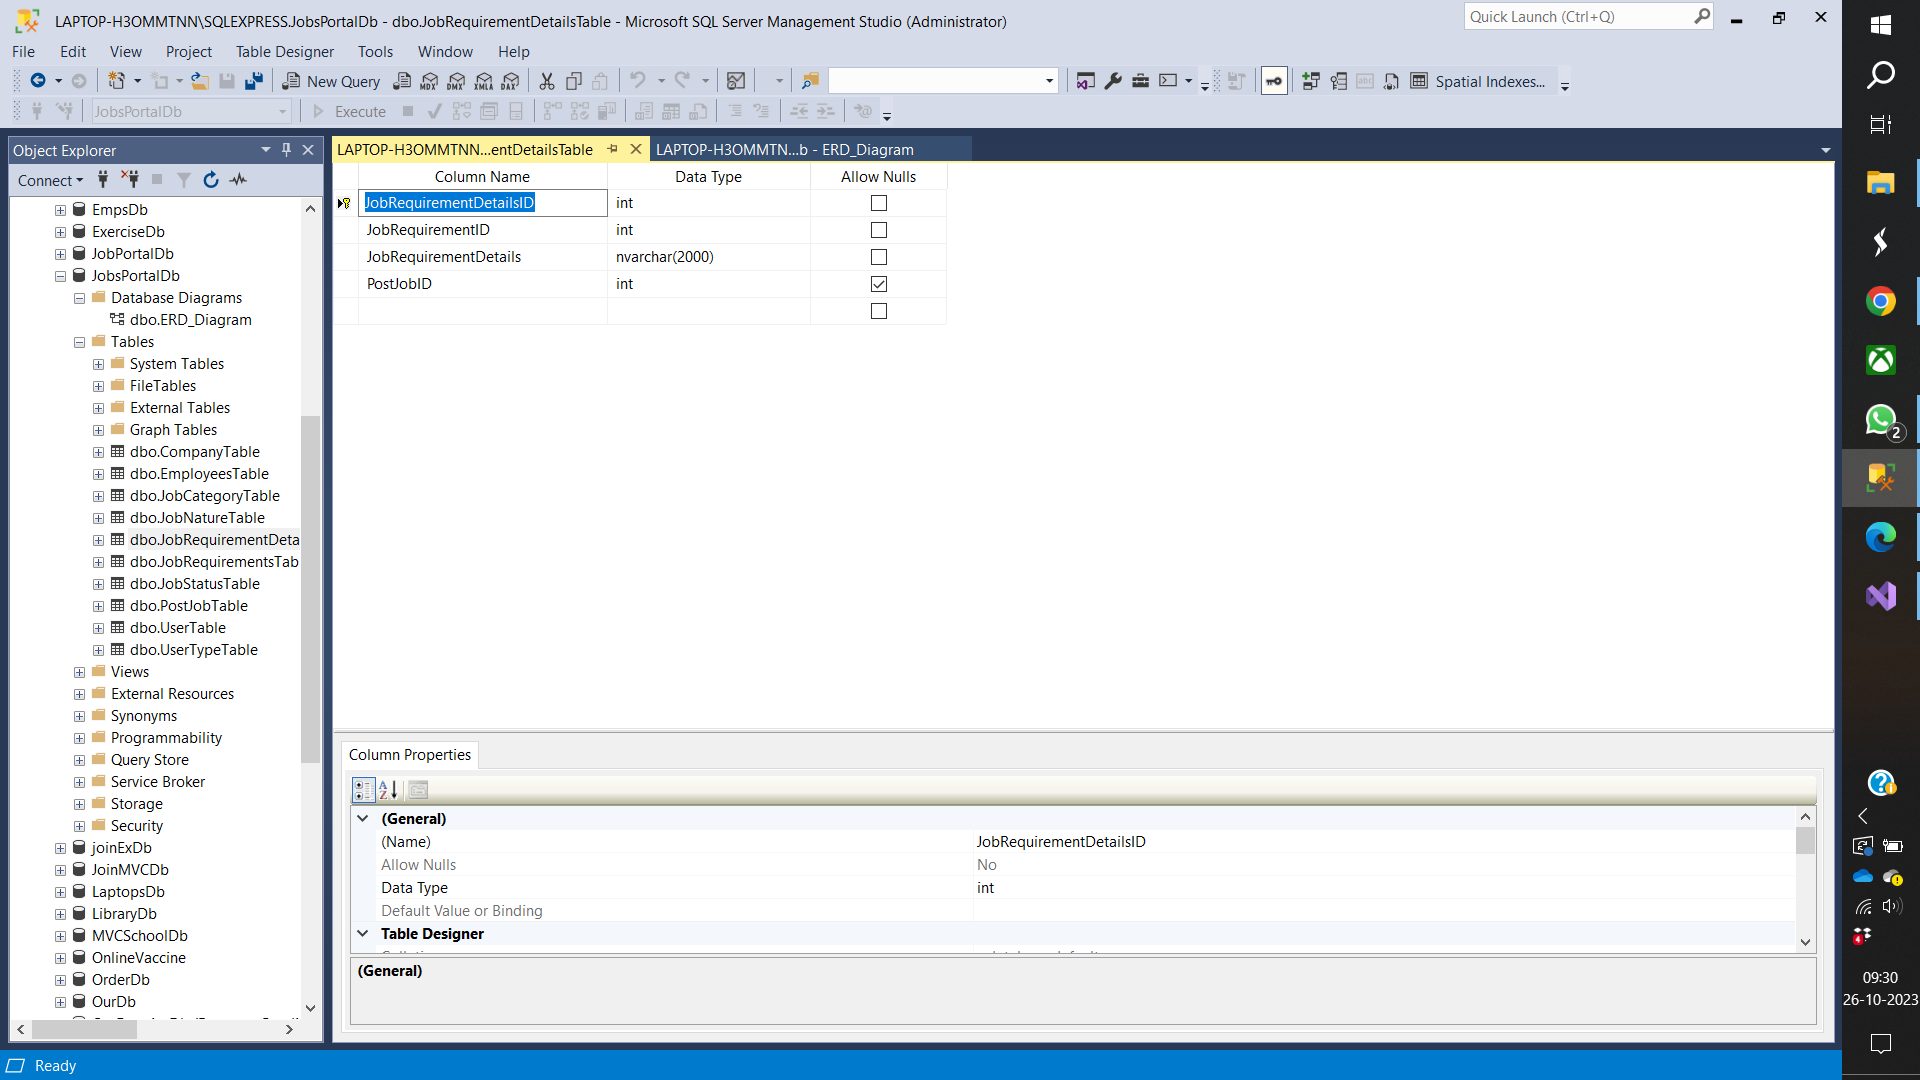 LAPTOP-H3OMMTNN\SQLEXPRESS.JobsPortalDb - dbo.JobRequirementDetailsTable - Microsoft SQL Server Management Studio (Administrator)
Quick Launch (Ctrl+Q)
File Edit View Project Table Designer Tools Window Help
New Query MDX DMX XMLA DAX Spatial Indexes...
JobsPortalDb Execute
Object Explorer
LAPTOP-H3OMMTNN...entDetailsTable LAPTOP-H3OMMTN...b - ERD_Diagram
Connect
EmpsDb
ExerciseDb
JobPortalDb
JobsPortalDb
Database Diagrams
dbo.ERD_Diagram
Tables
System Tables
FileTables
External Tables
Graph Tables
dbo.CompanyTable
dbo.EmployeesTable
dbo.JobCategoryTable
dbo.JobNatureTable
dbo.JobRequirementDeta
dbo.JobRequirementsTab
dbo.JobStatusTable
dbo.PostJobTable
dbo.UserTable
dbo.UserTypeTable
Views
External Resources
Synonyms
Programmability
Query Store
Service Broker
Storage
Security
joinExDb
JoinMVCDb
LaptopsDb
LibraryDb
MVCSchoolDb
OnlineVaccine
OrderDb
OurDb
Column Name Data Type Allow Nulls
JobRequirementDetailsID int
JobRequirementID int
JobRequirementDetails nvarchar(2000)
PostJobID int
Column Properties
(General)
(Name) JobRequirementDetailsID
Allow Nulls No
Data Type int
Default Value or Binding
Table Designer
(General)
Ready
2
4
09:30
26-10-2023